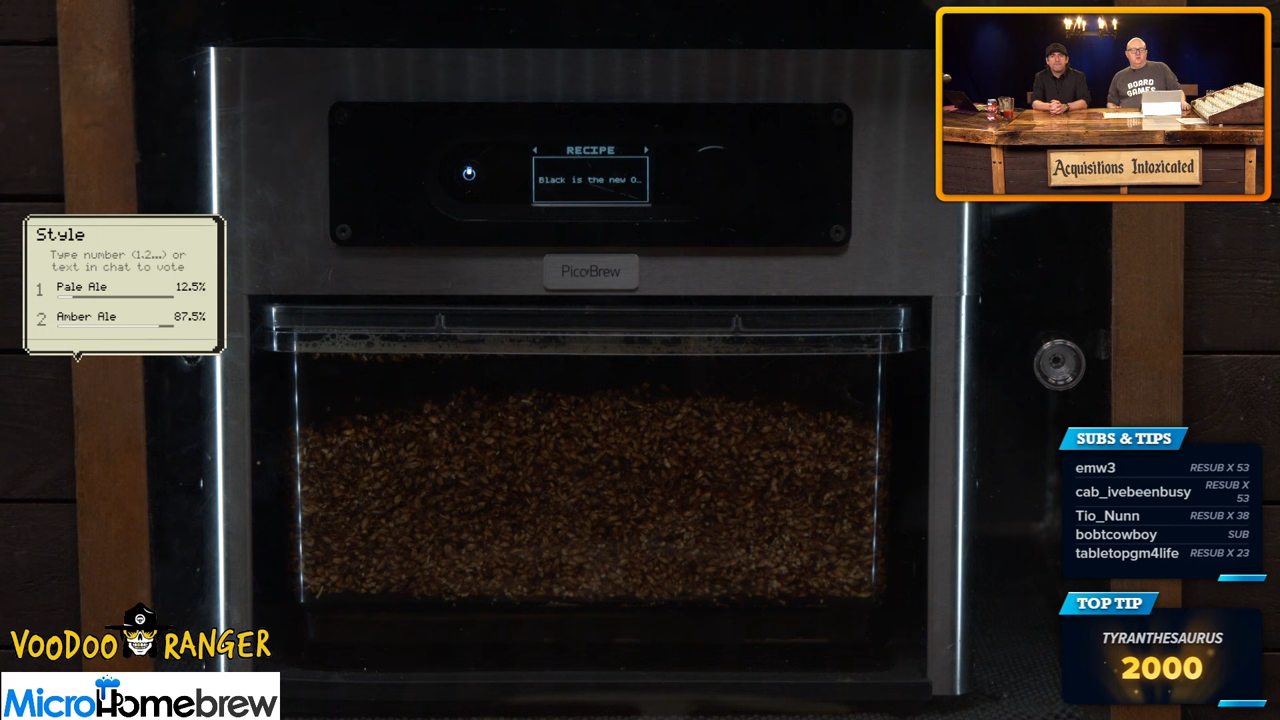 BOARD
GAMES
Acquisitions Intoxicated
RECIPE
Black is the new O…
PicoBrew
Style
Type number (1,2...) or
text in chat to vote
1 Pale Ale 12.5%
2 Amber Ale 87.5%
SUBS & TIPS
emw3 RESUB X 53
cab_ivebeenbusy RESUB X
53
Tio_Nunn RESUB X 38
bobtcowboy SUB
tabletopgm4life RESUB X 23
TOP TIP
TYRANTHESAURUS
2000
VOODOO RANGER
MicroHomebrew